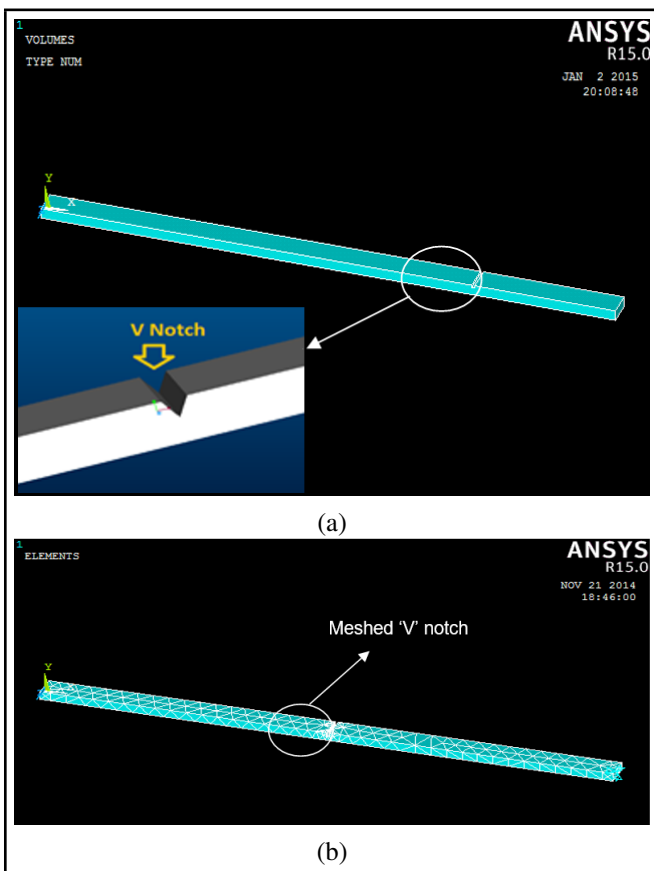 1
VOLUMES
TYPE NUM
ANSYS
R15.0
JAN 2 2015
20:08:48
Y
X
V Notch
(a)
1
ELEMENTS
ANSYS
R15.0
NOV 21 2014
18:46:00
Meshed ‘V’ notch
Y
(b)